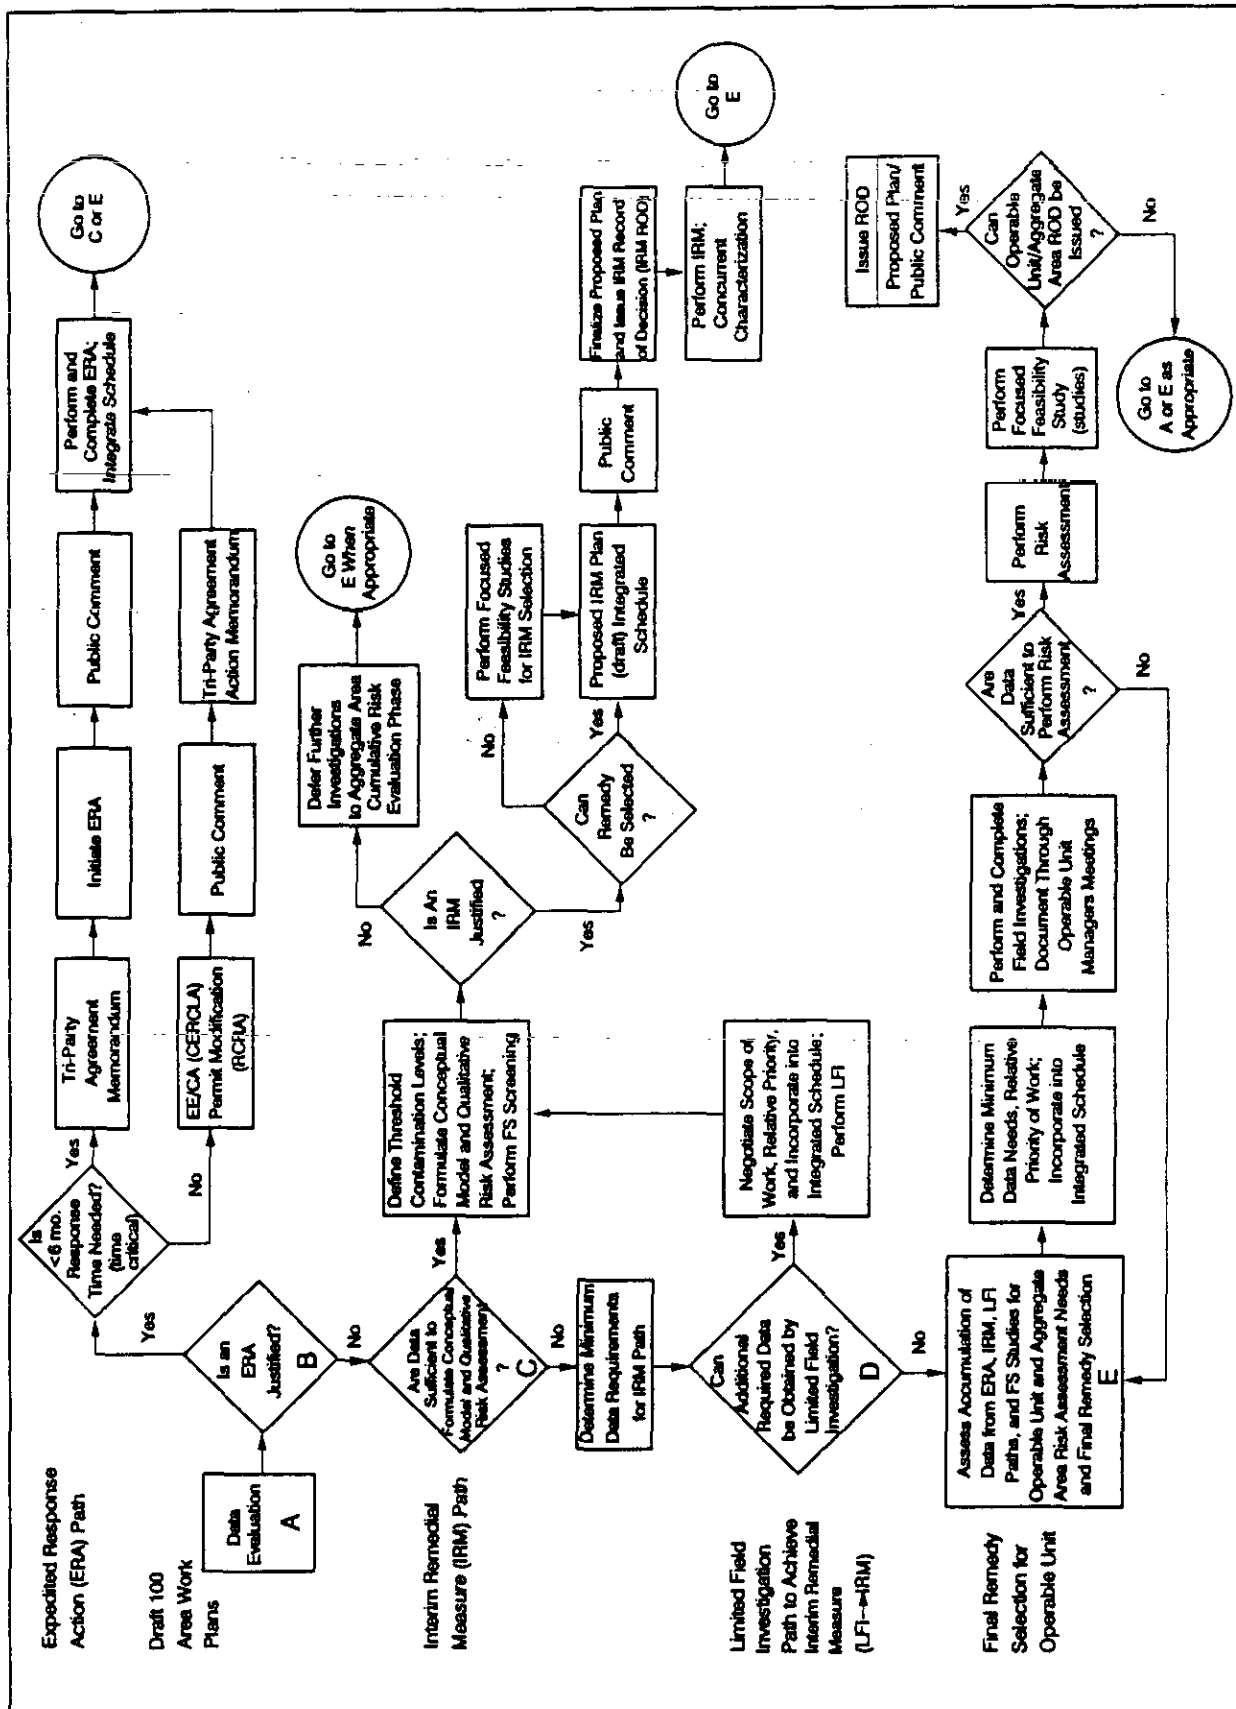 Expedited Response
Action (ERA) Path
Is
<6 mo.
Response
Time Needed?
(time
critical)
Yes
No
Tri-Party
Agreement
Memorandum
Initiate ERA
Public Comment
Perform and
Complete ERA;
Integrate Schedule
Go to
C or E
EE/CA (CERCLA)
Permit Modification
(RCRA)
Public Comment
Tri-Party Agreement
Action Memorandum
Draft 100
Area Work
Plans
Data
Evaluation
A
Is an
ERA
Justified?
B
Yes
No
Interim Remedial
Measure (IRM) Path
Are Data
Sufficient to
Formulate Conceptual
Model and Qualitative
Risk Assessment
?
C
Yes
No
Define Threshold
Contamination Levels;
Formulate Conceptual
Model and Qualitative
Risk Assessment;
Perform FS Screening
Is An
IRM
Justified
?
No
Yes
Defer Further
Investigations
to Aggregate Area
Cumulative Risk
Evaluation Phase
Go to
E When
Appropriate
Can
Remedy
Be Selected
?
No
Yes
Perform Focused
Feasibility Studies
for IRM Selection
Proposed IRM Plan
(draft) Integrated
Schedule
Public
Comment
Finalize Proposed Plan
and Issue IRM Record
of Decision (IRM ROD)
Perform IRM;
Concurrent
Characterization
Go to
E
Determine Minimum
Data Requirements
for IRM Path
Limited Field
Investigation
Path to Achieve
Interim Remedial
Measure
(LFI→IRM)
Can
Additional
Required Data
be Obtained by
Limited Field
Investigation?
D
Yes
No
Negotiate Scope of
Work, Relative Priority,
and Incorporate into
Integrated Schedule;
Perform LFI
Final Remedy
Selection for
Operable Unit
Assess Accumulation of
Data from ERA, IRM, LFI
Paths, and FS Studies for
Operable Unit and Aggregate
Area Risk Assessment Needs
and Final Remedy Selection
E
Determine Minimum
Data Needs, Relative
Priority of Work;
Incorporate into
Integrated Schedule
Perform and Complete
Field Investigations;
Document Through
Operable Unit
Managers Meetings
Are
Data
Sufficient to
Perform Risk
Assessment
?
Yes
No
Perform
Risk
Assessment
Perform
Focused
Feasibility
Study
(studies)
Can
Operable
Unit/Aggregate
Area ROD be
Issued
?
Yes
No
Issue ROD
Proposed Plan/
Public Comment
Go to
A or E as
Appropriate